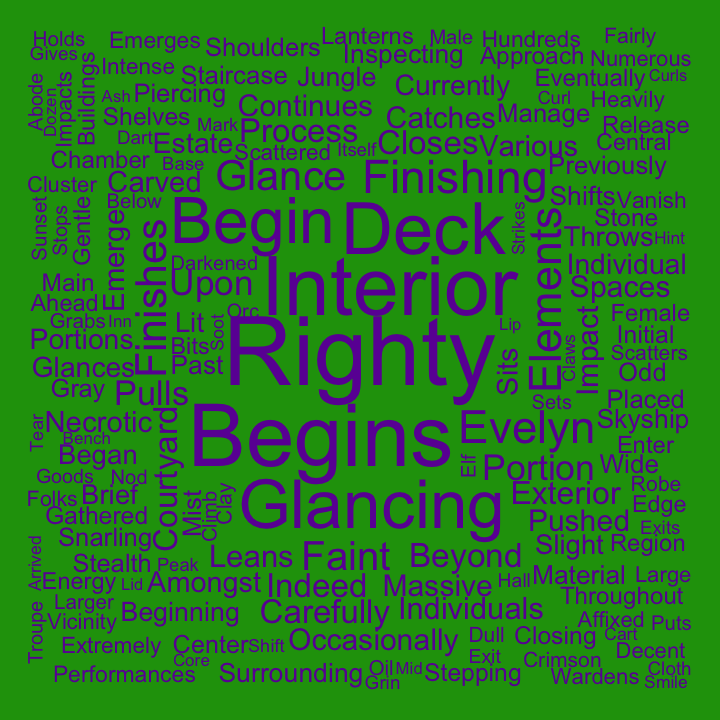 Holds
Emerges
Shoulders
Lanterns
Male
Hundreds
Fairly
Gives
Intense
Staircase
Jungle
Inspecting
Approach
Numerous
Abode
Dozen
Impacts
Buildings
Ash
Piercing
Continues
Currently
Eventually
Curls
Curl
Heavily
Shelves
Mark
Process
Catches
Manage
Release
Dart
Estate
Scattered
Itself
Closes
Various
Central
Chamber
Base
Glance
Finishing
Previously
Cluster
Carved
Shifts
Vanish
Sunset
Stops
Gentle
Below
Emerge
Finishes
Begin
Deck
Strikes
Elements
Stone
Throws
Hint
Darkened
Interior
Individual
Main
Upon
Spaces
Ahead
Grabs
Inn
Lit
Orc
Righty
Lip
Female
Initial
Portions
Bits
Soot
Scatters
Glances
Past
Sits
Claws
Impact
Odd
Gray
Pulls
Begins
Sets
Placed
Tear
Necrotic
Evelyn
Skyship
Bench
Began
Courtyard
Elf
Portion
Wide
Enter
Goods
Nod
Glancing
Robe
Folks
Brief
Mist
Climb
Clay
Exterior
Edge
Gathered
Pushed
Exits
Snarling
Slight
Region
Arrived
Stealth
Peak
Leans
Faint
Beyond
Energy
Lid
Amongst
Indeed
Massive
Hall
Material
Large
Troupe
Larger
Throughout
Vicinity
Beginning
Carefully
Individuals
Affixed
Puts
Extremely
Center
Shift
Occasionally
Dull
Closing
Cart
Decent
Core
Exit
Crimson
Cloth
Performances
Surrounding
Oil
Mid
Stepping
Wardens
Grin
Smile